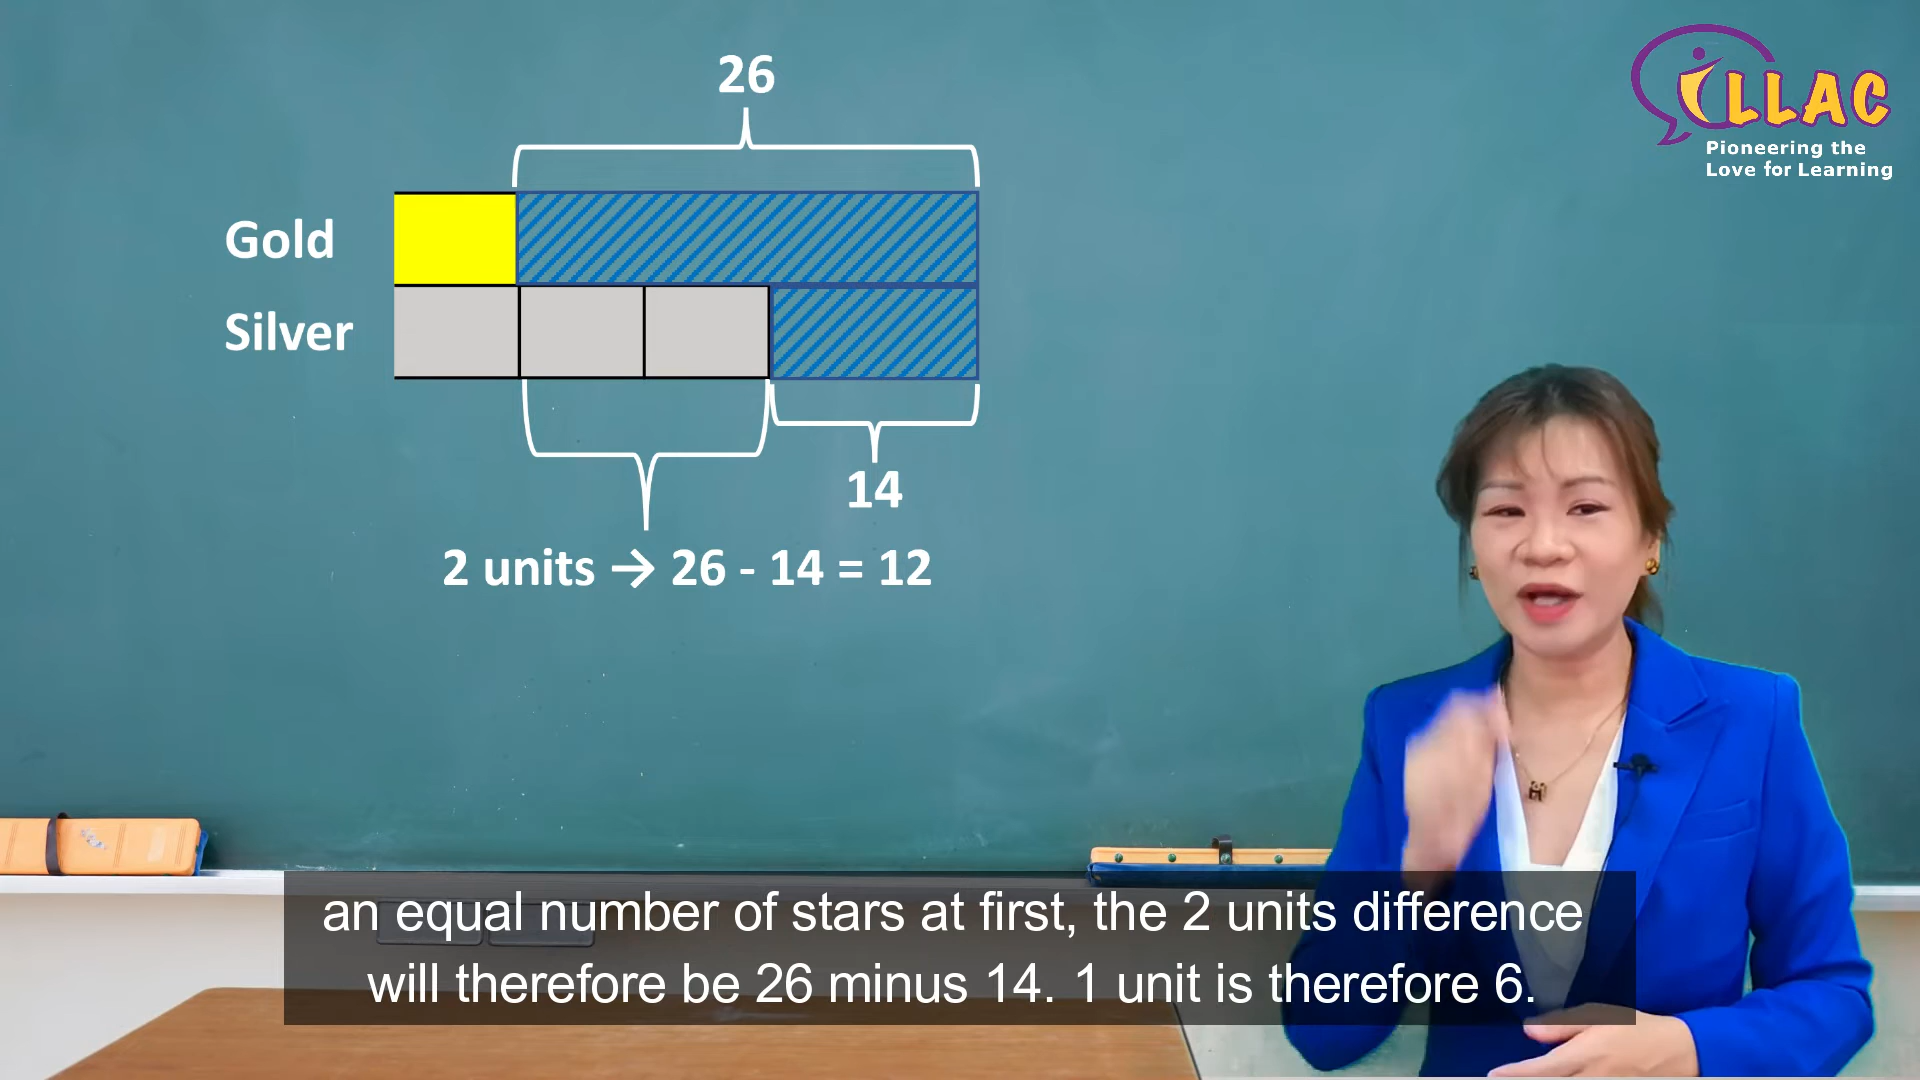 26
iLLAC
Pioneering the
Love for Learning
Gold
Silver
14
2 units → 26 - 14 = 12
an equal number of stars at first, the 2 units difference
will therefore be 26 minus 14. 1 unit is therefore 6.